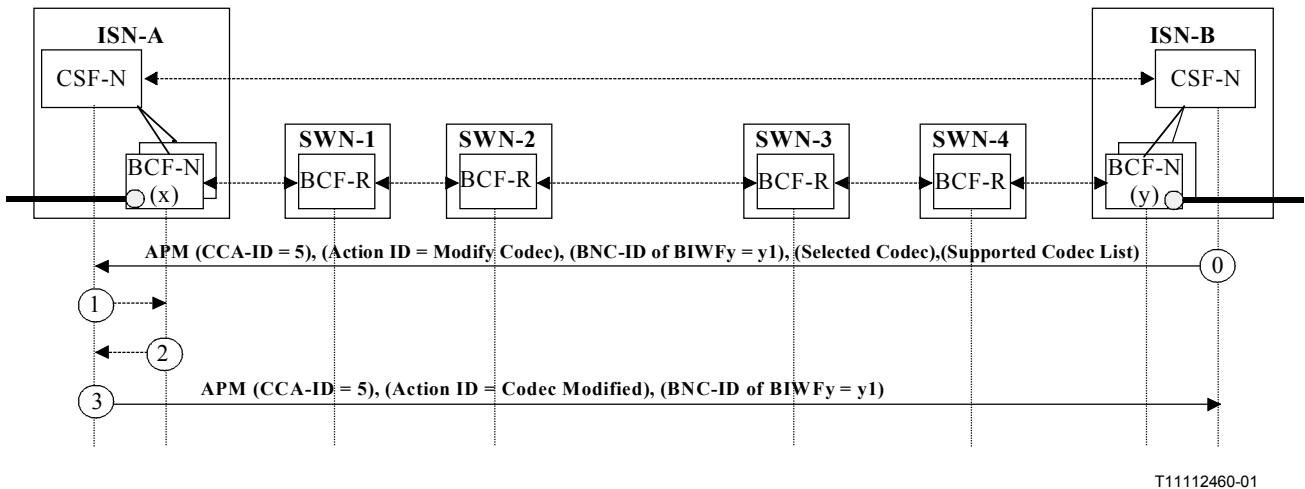 ISN-A
ISN-B
CSF-N
CSF-N
SWN-1
SWN-2
SWN-3
SWN-4
BCF-N
(x)
BCF-R
BCF-R
BCF-R
BCF-R
BCF-N
(y)
APM (CCA-ID = 5), (Action ID = Modify Codec), (BNC-ID of BIWFy = y1), (Selected Codec),(Supported Codec List)
0
1
2
3
APM (CCA-ID = 5), (Action ID = Codec Modified), (BNC-ID of BIWFy = y1)
T11112460-01